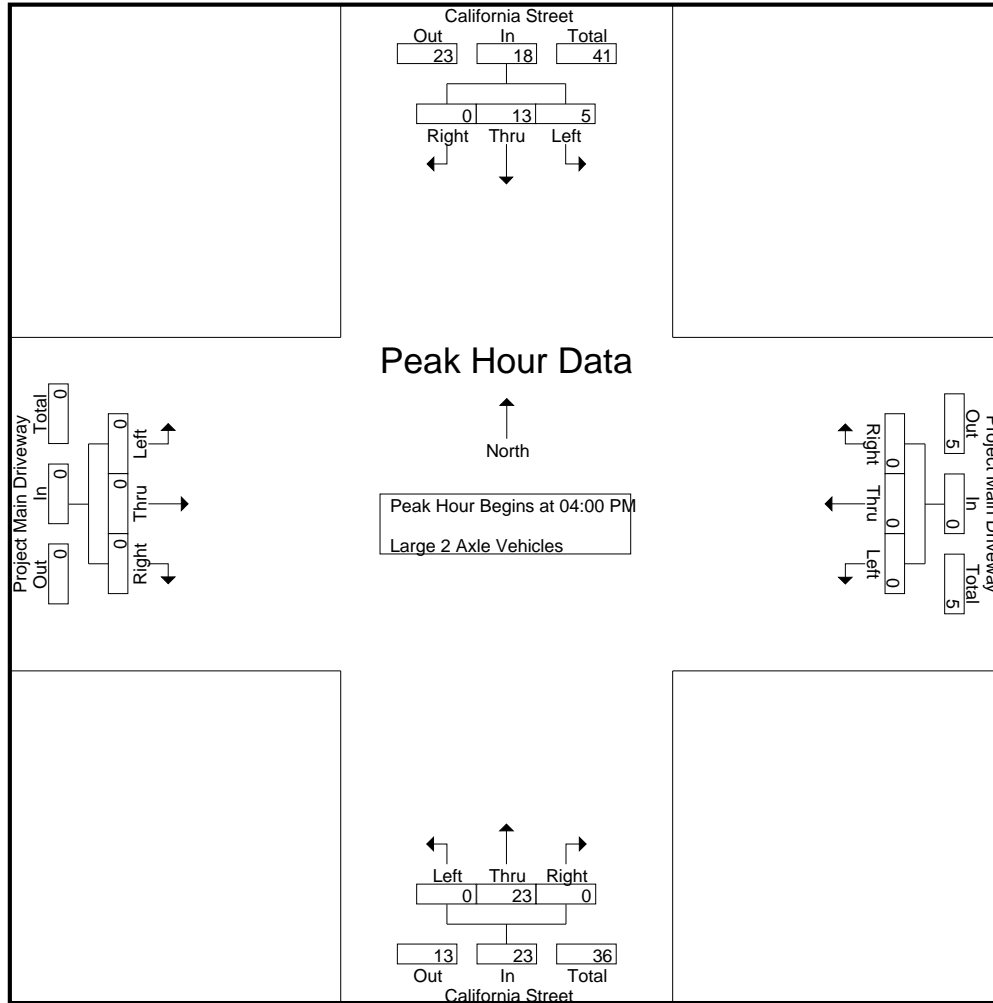 California Street
Out In Total
23 18 41
0 13 5
Right Thru Left
Peak Hour Data
North
Peak Hour Begins at 04:00 PM
Large 2 Axle Vehicles
Project Main Driveway
Total In Out
0 0 0
0 0 0
Left Thru Right
Project Main Driveway
Out In Total
5 0 5
0 0 0
Right Thru Left
Left Thru Right
0 23 0
13 23 36
Out In Total
California Street